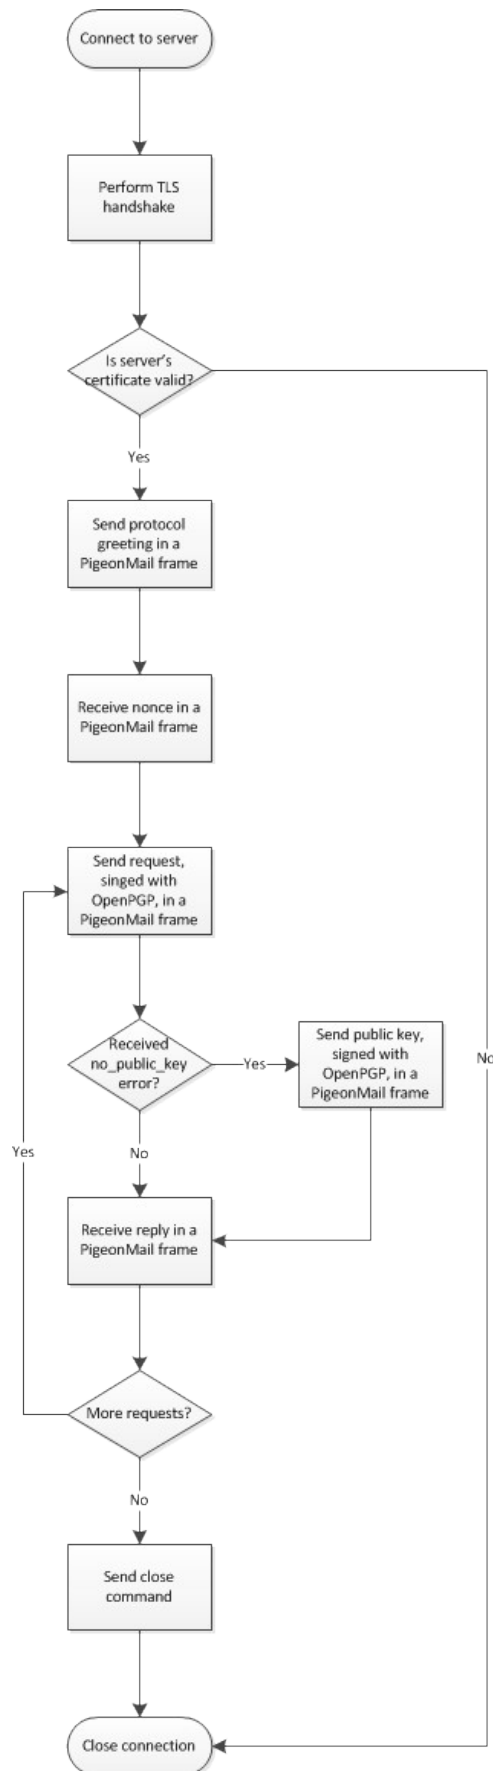 Connect to server
Perform TLS
handshake
Is server's
certificate valid?
Yes
Send protocol
greeting in a
PigeonMail frame
Receive nonce in a
PigeonMail frame
Send request,
singed with
OpenPGP, in a
PigeonMail frame
Received
no_public_key
error?
Yes
Send public key,
signed with
OpenPGP, in a
PigeonMail frame
No
No
Yes
Receive reply in a
PigeonMail frame
More requests?
No
Send close
command
Close connection